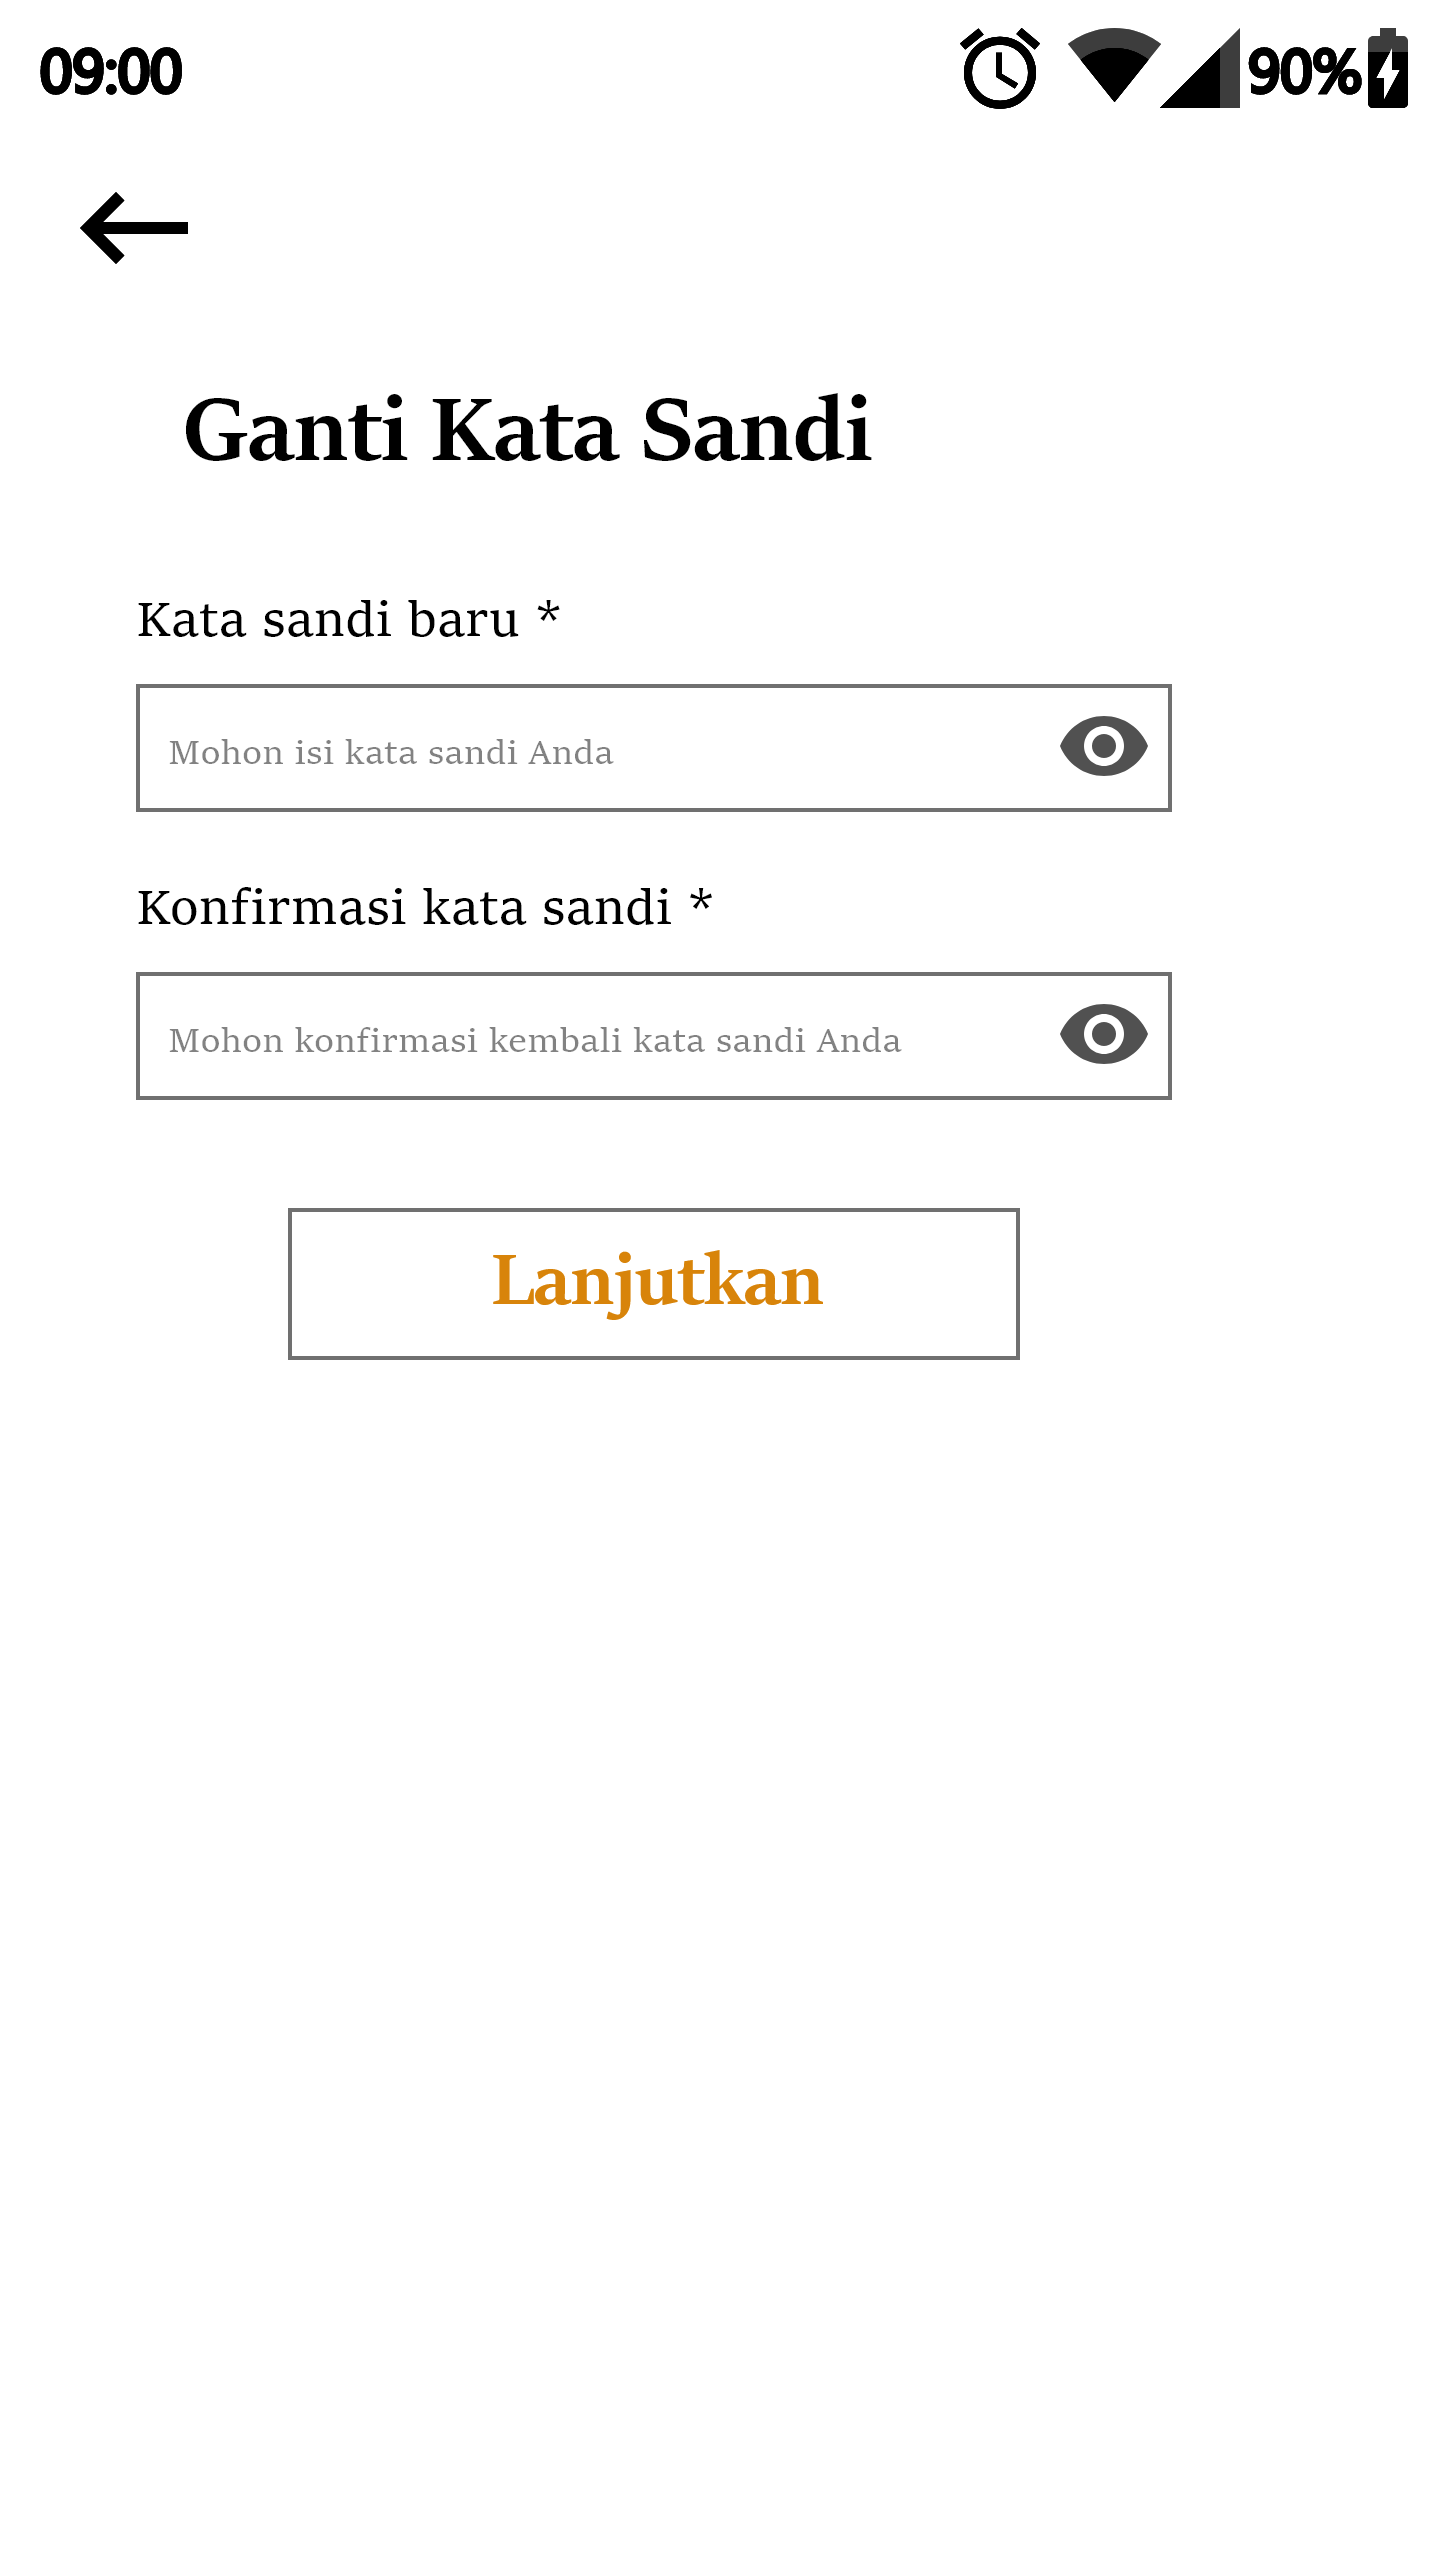 09:00 90%
Ganti Kata Sandi
Kata sandi baru *
Mohon isi kata sandi Anda
Konfirmasi kata sandi *
Mohon konfirmasi kembali kata sandi Anda
Lanjutkan